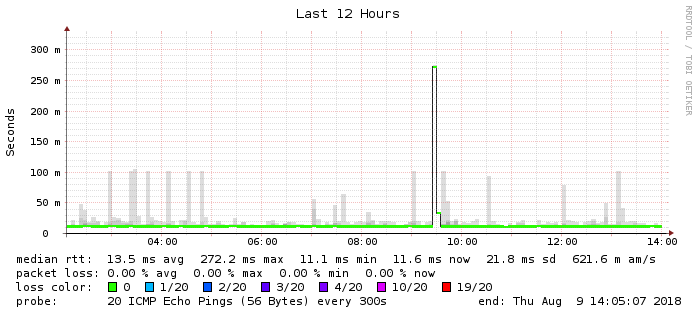 Last 12 Hours
RRDTOOL / TOBI OETIKER
Seconds
300 m
250 m
200 m
150 m
100 m
50 m
0
04:00 06:00 08:00 10:00 12:00 14:00
median rtt: 13.5 ms avg 272.2 ms max 11.1 ms min 11.6 ms now 21.8 ms sd 621.6 m am/s
packet loss: 0.00 % avg 0.00 % max 0.00 % min 0.00 % now
loss color: 0 1/20 2/20 3/20 4/20 10/20 19/20
probe: 20 ICMP Echo Pings (56 Bytes) every 300s end: Thu Aug 9 14:05:07 2018